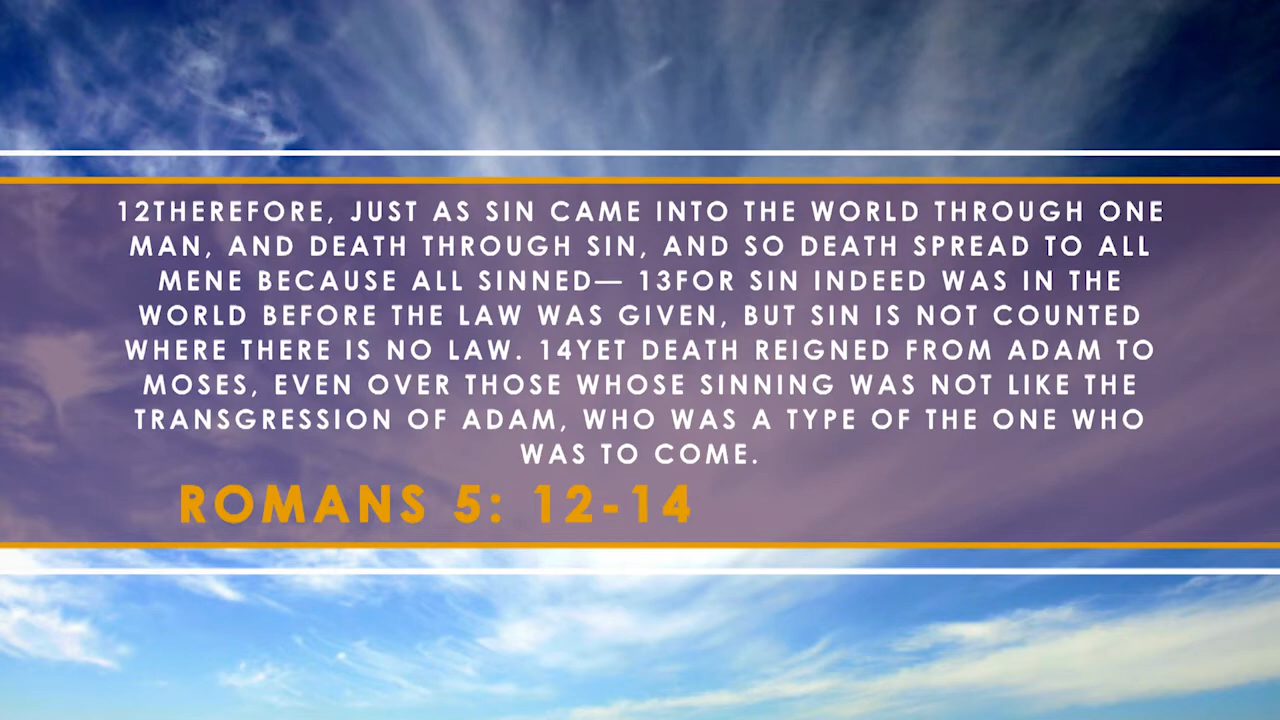 12THEREFORE, JUST AS SIN CAME INTO THE WORLD THROUGH ONE
MAN, AND DEATH THROUGH SIN, AND SO DEATH SPREAD TO ALL
MENE BECAUSE ALL SINNED— 13FOR SIN INDEED WAS IN THE
WORLD BEFORE THE LAW WAS GIVEN, BUT SIN IS NOT COUNTED
WHERE THERE IS NO LAW. 14YET DEATH REIGNED FROM ADAM TO
MOSES, EVEN OVER THOSE WHOSE SINNING WAS NOT LIKE THE
TRANSGRESSION OF ADAM, WHO WAS A TYPE OF THE ONE WHO
WAS TO COME.
ROMANS 5: 12-14